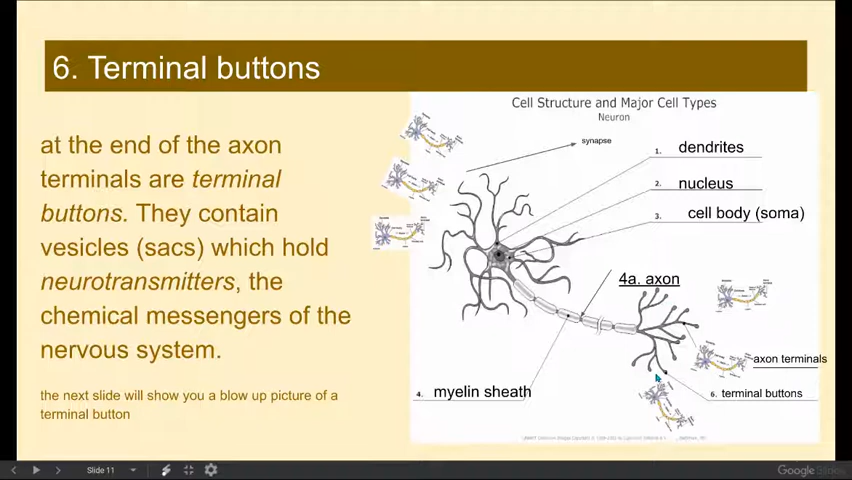 6. Terminal buttons
at the end of the axon
terminals are terminal
buttons. They contain
vesicles (sacs) which hold
neurotransmitters, the
chemical messengers of the
nervous system.
the next slide will show you a blow up picture of a
terminal button
Cell Structure and Major Cell Types
Neuron
synapse
1. dendrites
2. nucleus
3. cell body (soma)
4a. axon
axon terminals
4. myelin sheath
6. terminal buttons
Slide 11
Google Slides